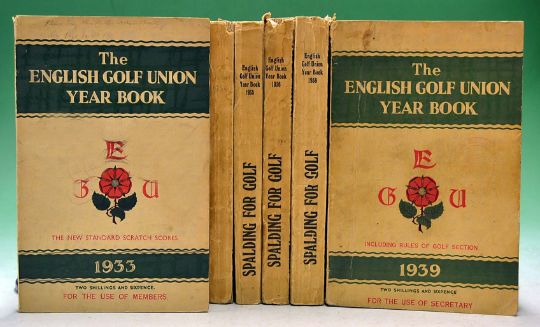 The
ENGLISH GOLF UNION
YEAR BOOK
E
G U
THE NEW STANDARD SCRATCH SCORES
1933
TWO SHILLINGS AND SIXPENCE.
FOR THE USE OF MEMBERS
English
Golf Union
Year Book
SPALDING FOR GOLF
English
Golf Union
Year Book
1936
SPALDING FOR GOLF
English
Golf Union
Year Book
SPALDING FOR GOLF
The
ENGLISH GOLF UNION
YEAR BOOK
E
G U
INCLUDING RULES OF GOLF SECTION
1939
TWO SHILLINGS AND SIXPENCE
FOR THE USE OF SECRETARY